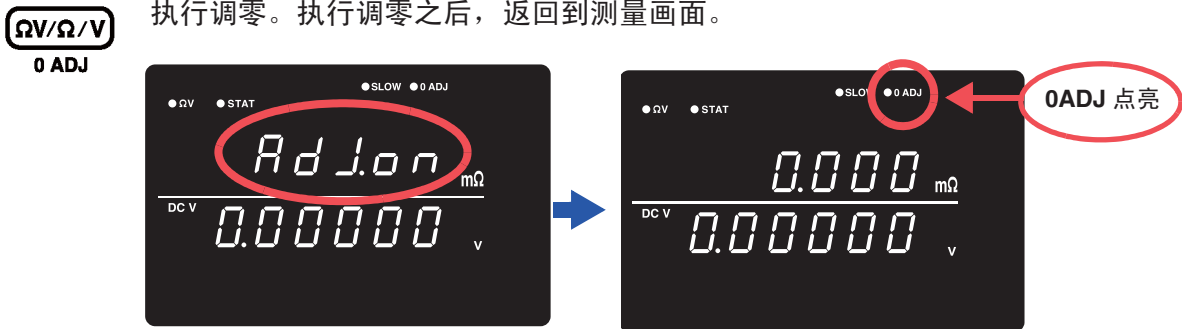 执行调零。执行调零之后，返回到测量画面。
ΩV/Ω/V
0 ADJ
●SLOW ●0 ADJ
●ΩV ●STAT
AdJ.on mΩ
DC V 0.00000 V
●SLOW ●0 ADJ
●ΩV ●STAT
0.000 mΩ
DC V 0.00000 V
0ADJ 点亮